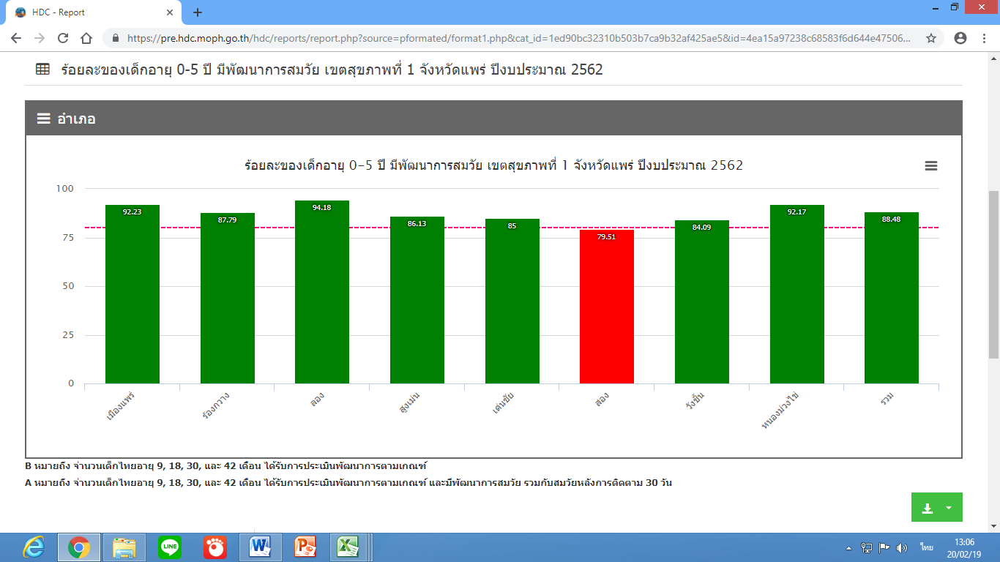 HDC - Report
https://pre.hdc.moph.go.th/hdc/reports/report.php?source=pformated/format1.php&cat_id=1ed90bc32310b503b7ca9b32af425ae5&id=4ea15a97238c68583f6d644e47506...
ร้อยละของเด็กอายุ 0-5 ปี มีพัฒนาการสมวัย เขตสุขภาพที่ 1 จังหวัดแพร่ ปีงบประมาณ 2562
อำเภอ
ร้อยละของเด็กอายุ 0-5 ปี มีพัฒนาการสมวัย เขตสุขภาพที่ 1 จังหวัดแพร่ ปีงบประมาณ 2562
100
75
50
25
0
92.23
87.79
94.18
86.13
85
79.51
84.09
92.17
88.48
เมืองแพร่
ร้องกวาง
ลอง
สูงเม่น
เด่นชัย
สอง
วังชิ้น
หนองม่วงไข่
รวม
B หมายถึง จำนวนเด็กไทยอายุ 9, 18, 30, และ 42 เดือน ได้รับการประเมินพัฒนาการตามเกณฑ์
A หมายถึง จำนวนเด็กไทยอายุ 9, 18, 30, และ 42 เดือน ได้รับการประเมินพัฒนาการตามเกณฑ์ และมีพัฒนาการสมวัย รวมกับสมวัยหลังการติดตาม 30 วัน
LINE
ไทย
13:06
20/02/19